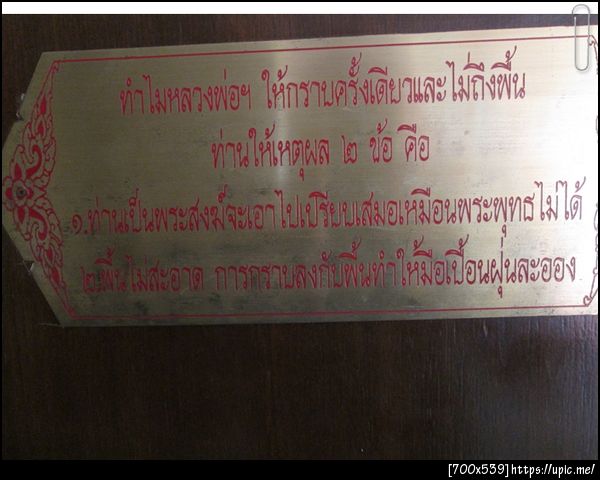 ทำไมหลวงพ่อฯ ให้กราบครั้งเดียวและไม่ถึงพื้น
ท่านให้เหตุผล ๒ ข้อ คือ
๑.ท่านเป็นพระสงฆ์จะเอาไปเปรียบเสมอเหมือนพระพุทธไม่ได้
๒.พื้นไม่สะอาด การกราบลงกับพื้นทำให้มือเปื้อนฝุ่นละออง
[700x539]https://upic.me/